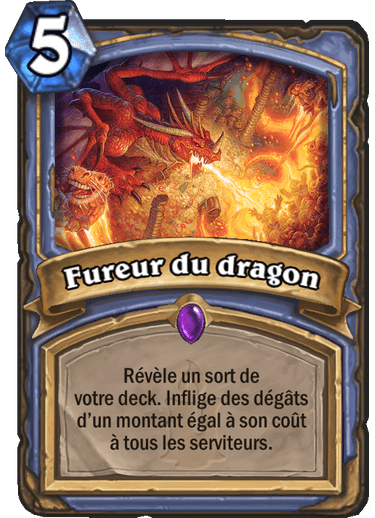 5
Fureur du dragon
Révèle un sort de
votre deck. Inflige des dégâts
d'un montant égal à son coût
à tous les serviteurs.